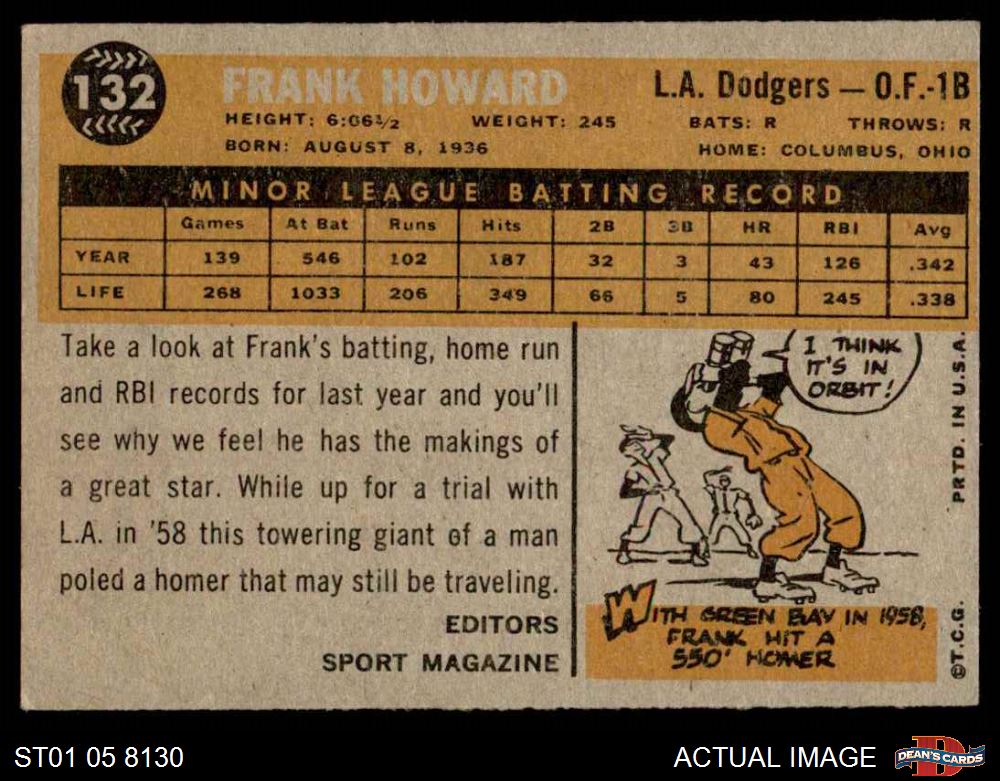 132
FRANK HOWARD
L.A. Dodgers — O.F.-1B
HEIGHT: 6:06½ WEIGHT: 245 BATS: R THROWS: R
BORN: AUGUST 8, 1936 HOME: COLUMBUS, OHIO
MINOR LEAGUE BATTING RECORD
Games At Bat Runs Hits 2B 3B HR RBI Avg
YEAR 139 546 102 187 32 3 43 126 .342
LIFE 268 1033 206 349 66 5 80 245 .338
Take a look at Frank's batting, home run
and RBI records for last year and you'll
see why we feel he has the makings of
a great star. While up for a trial with
L.A. in '58 this towering giant of a man
poled a homer that may still be traveling.
EDITORS
SPORT MAGAZINE
I THINK
IT'S IN
ORBIT!
WITH GREEN BAY IN 1958,
FRANK HIT A
550' HOMER
©T.C.G. PRTD. IN U.S.A.
ST01 05 8130
ACTUAL IMAGE
D
DEAN'S CARDS